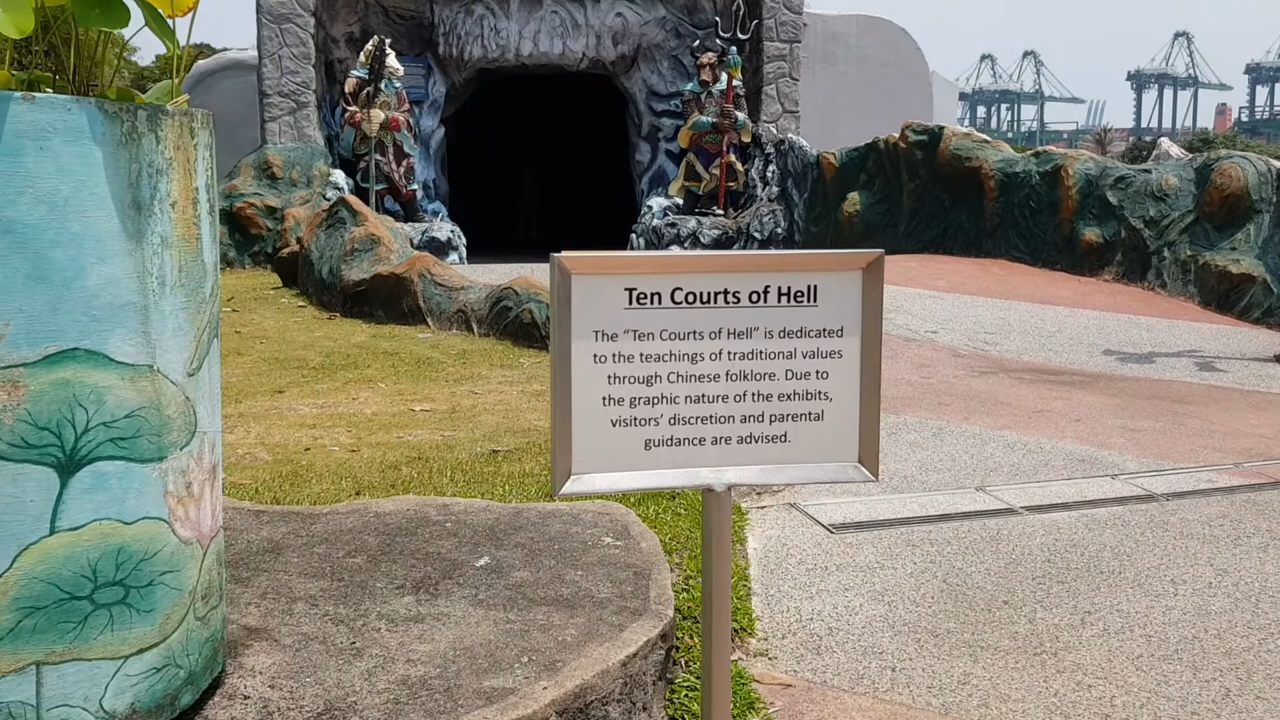 Ten Courts of Hell
The “Ten Courts of Hell” is dedicated
to the teachings of traditional values
through Chinese folklore. Due to
the graphic nature of the exhibits,
visitors’ discretion and parental
guidance are advised.